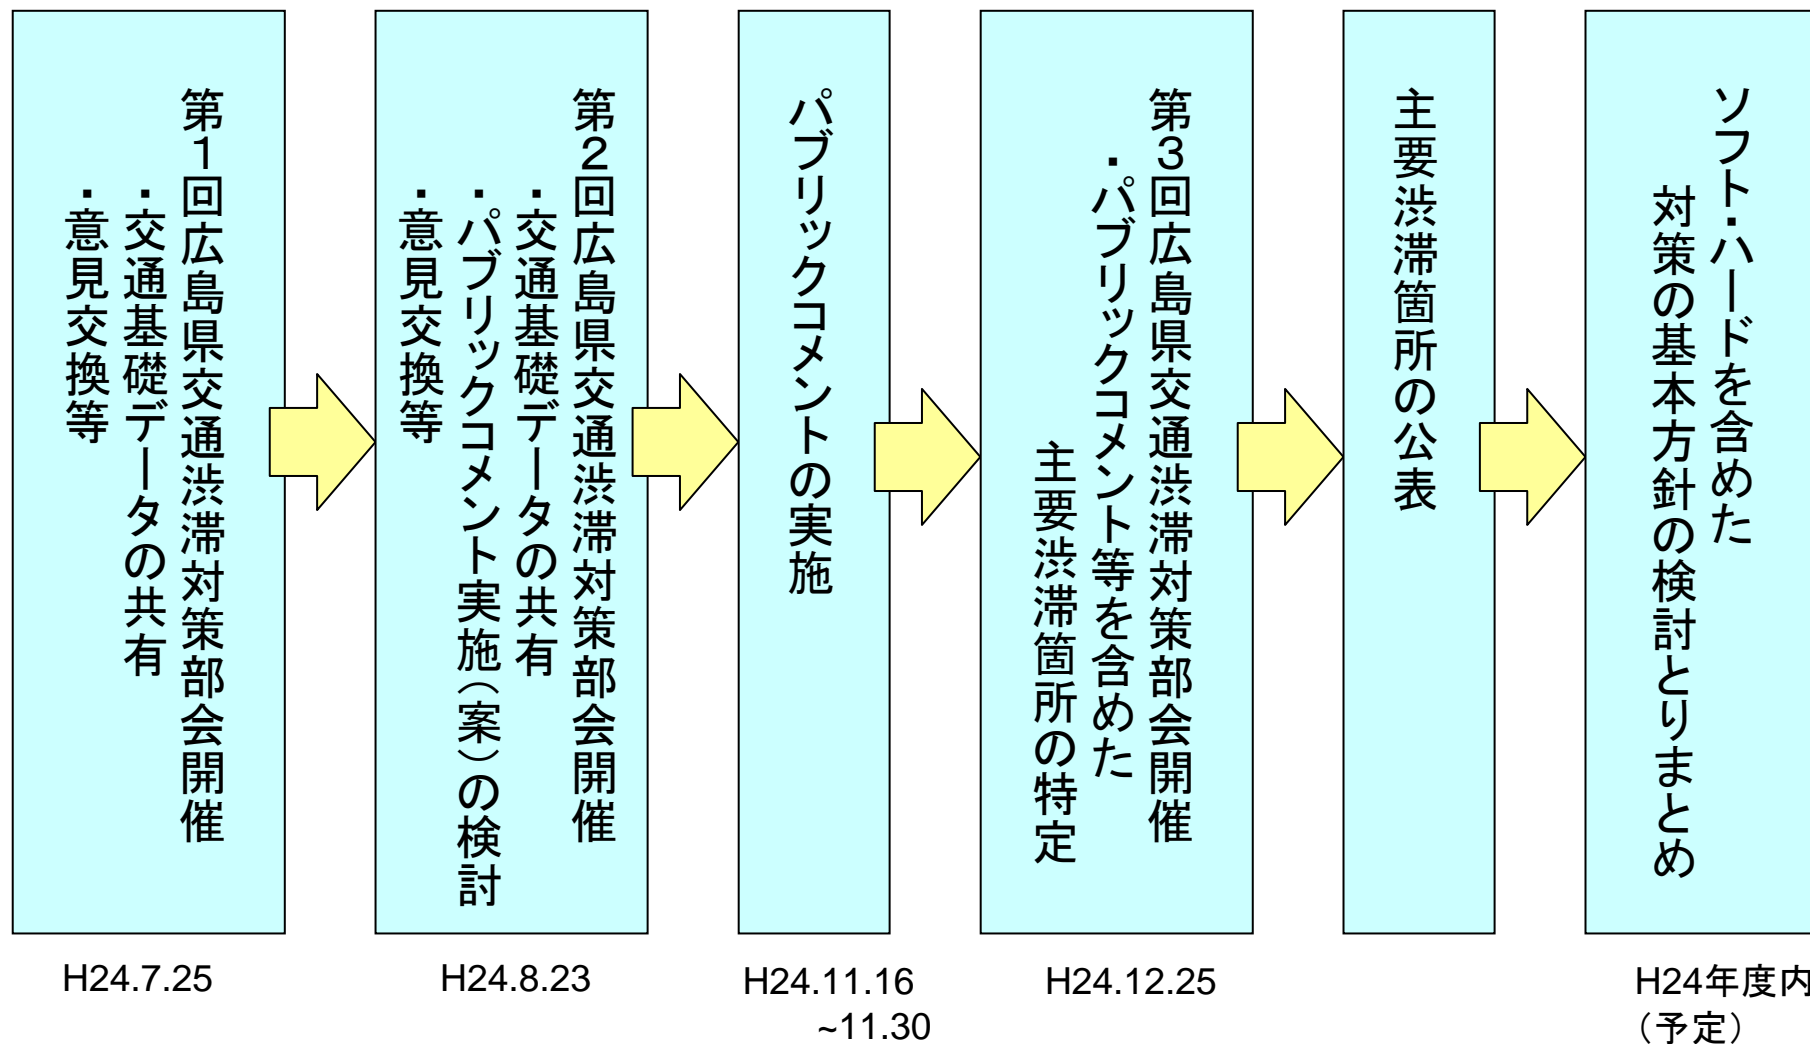 第1回広島県交通渋滞対策部会開催
・交通基礎データの共有
・意見交換等
第2回広島県交通渋滞対策部会開催
・交通基礎データの共有
・パブリックコメント実施(案)の検討
・意見交換等
パブリックコメントの実施
第3回広島県交通渋滞対策部会開催
・パブリックコメント等を含めた
主要渋滞箇所の特定
主要渋滞箇所の公表
ソフト・ハードを含めた
対策の基本方針の検討とりまとめ
H24.7.25
H24.8.23
H24.11.16
~11.30
H24.12.25
H24年度内
(予定)